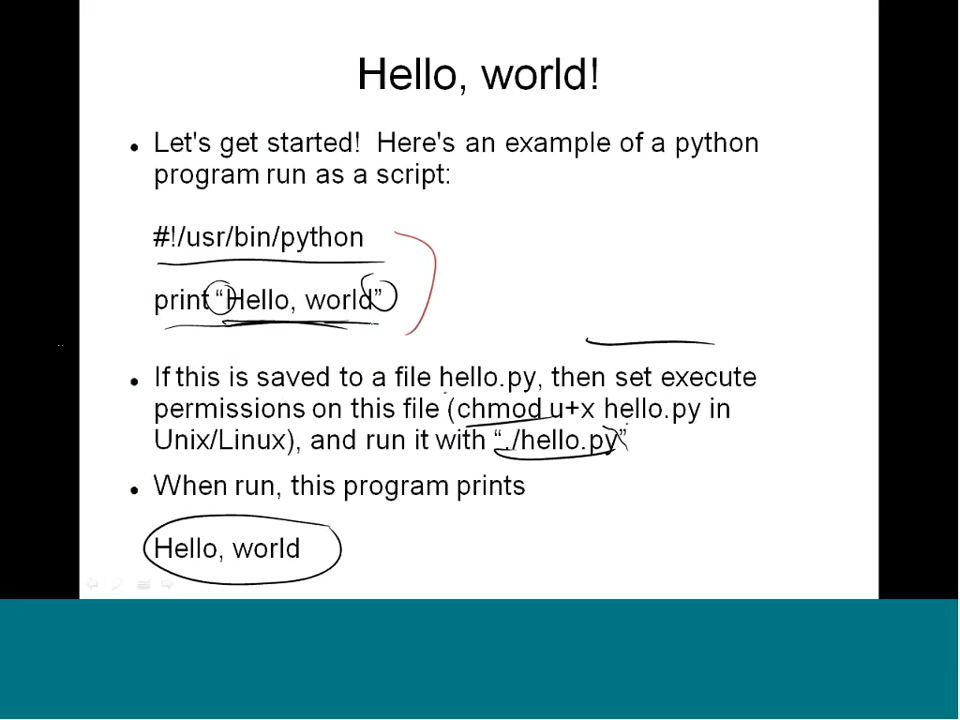 Hello, world!
● Let's get started! Here's an example of a python
program run as a script:
#!/usr/bin/python
print “Hello, world”
● If this is saved to a file hello.py, then set execute
permissions on this file (chmod u+x hello.py in
Unix/Linux), and run it with “./hello.py”
● When run, this program prints
Hello, world